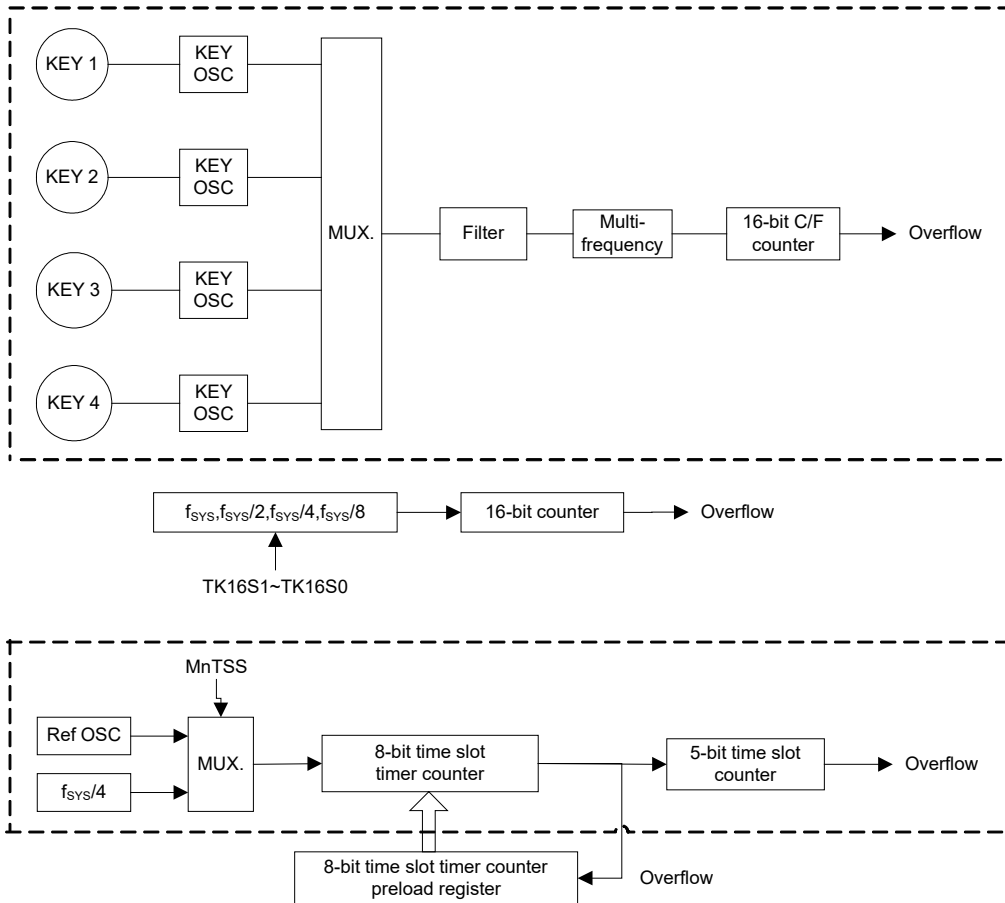 KEY 1
KEY
OSC
KEY 2
KEY
OSC
KEY 3
KEY
OSC
KEY 4
KEY
OSC
MUX.
Filter
Multi-
frequency
16-bit C/F
counter
Overflow
fSYS,fSYS/2,fSYS/4,fSYS/8
16-bit counter
Overflow
TK16S1~TK16S0
MnTSS
Ref OSC
fSYS/4
MUX.
8-bit time slot
timer counter
5-bit time slot
counter
Overflow
8-bit time slot timer counter
preload register
Overflow